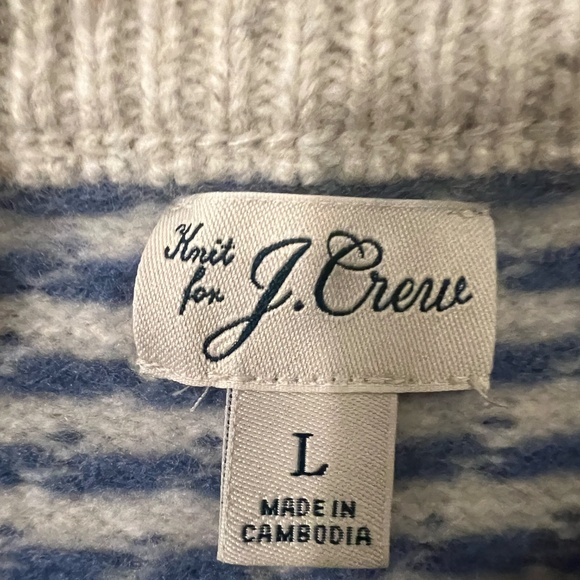 Knit
for
J.Crew
L
MADE IN
CAMBODIA